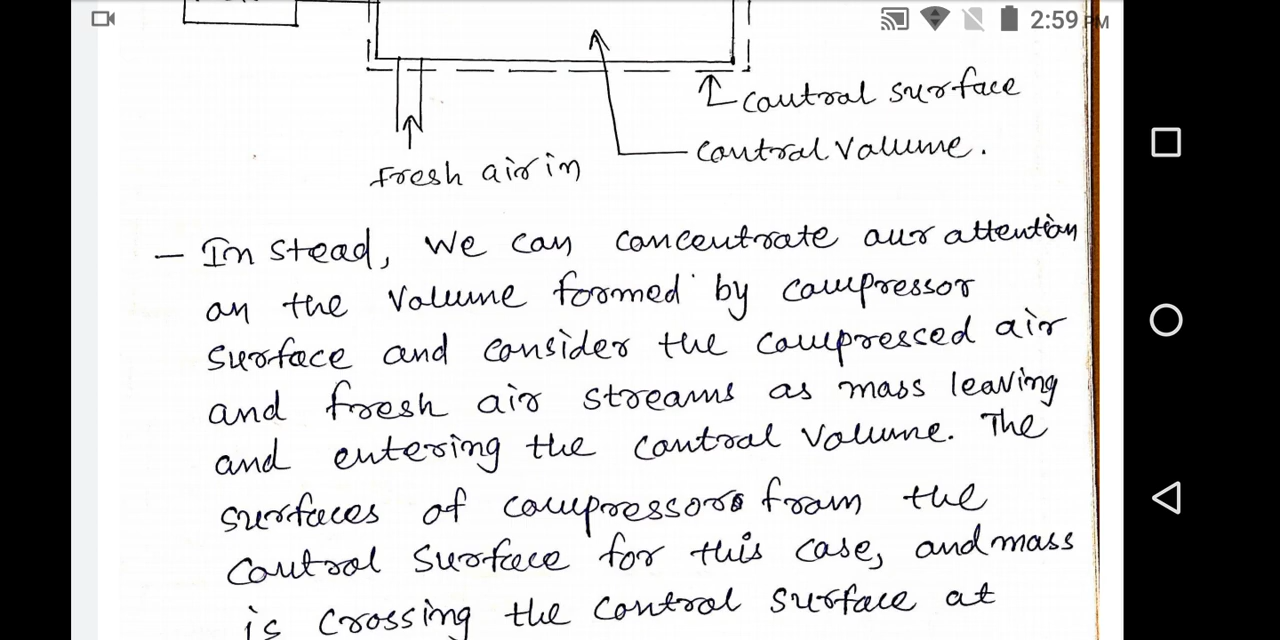 2:59 PM
Control surface
Control Volume.
Fresh air in
— In stead, We can concentrate our attention
on the Volume formed by compressor
surface and consider the compressed air
and fresh air streams as mass leaving
and entering the control volume. The
surfaces of compressors from the
control surface for this case, and mass
is crossing the control surface at